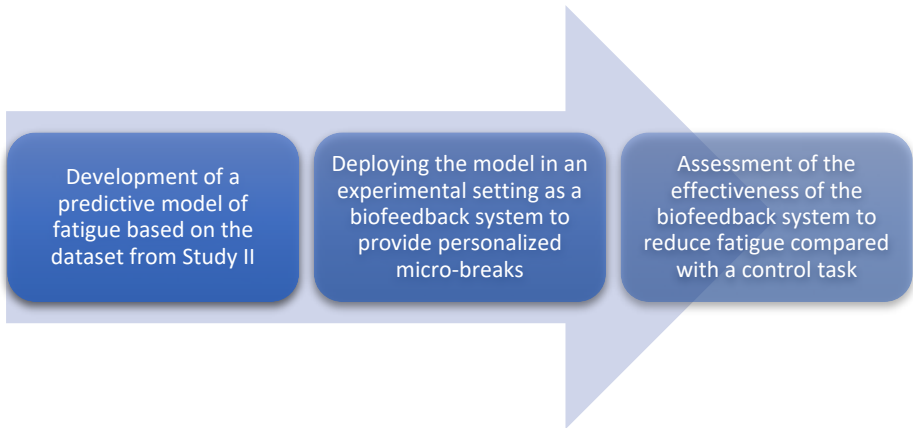 Development of a
predictive model of
fatigue based on the
dataset from Study II
Deploying the model in an
experimental setting as a
biofeedback system to
provide personalized
micro-breaks
Assessment of the
effectiveness of the
biofeedback system to
reduce fatigue compared
with a control task